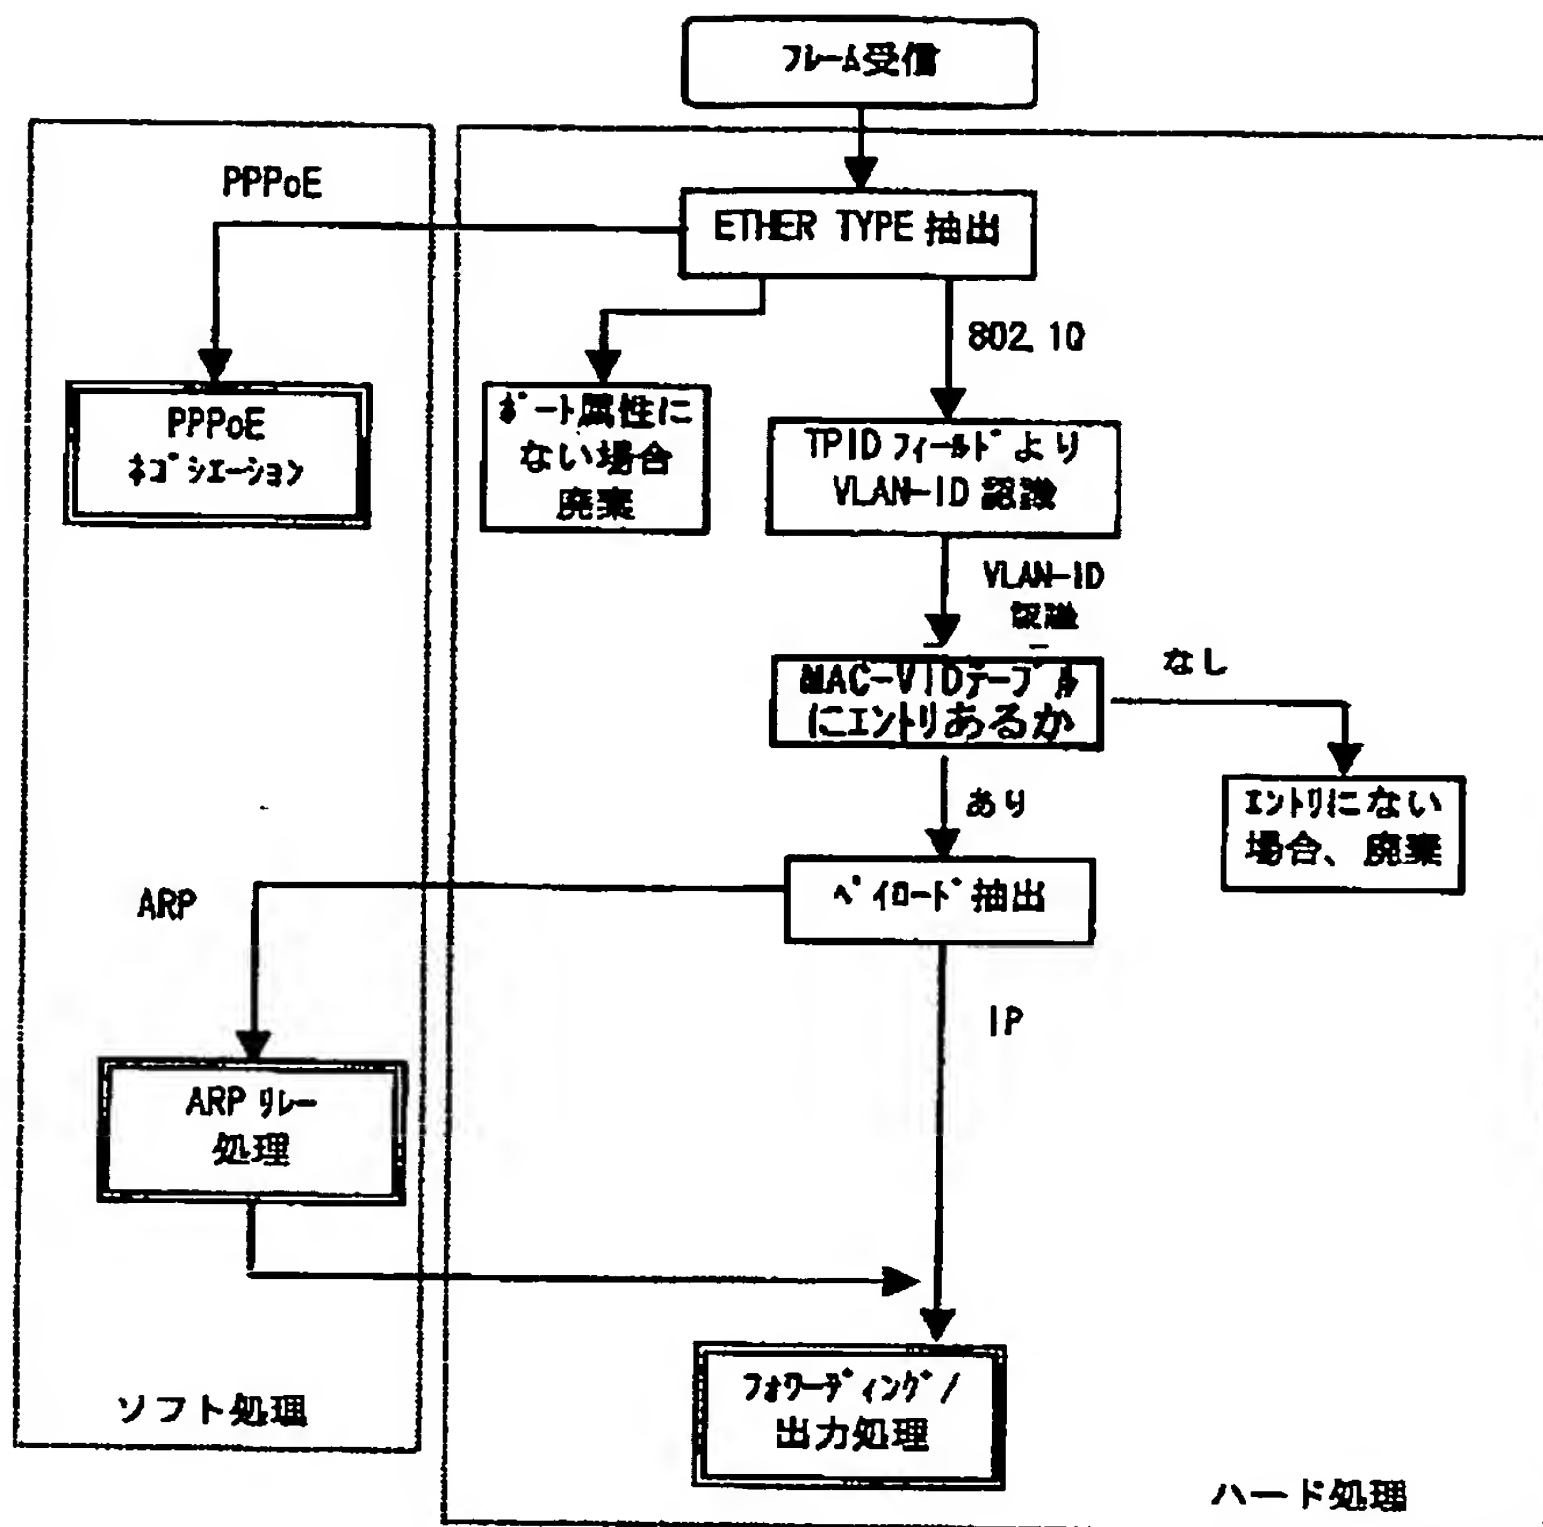 ﾌﾚｰﾑ受信
PPPoE
ETHER TYPE 抽出
802.1Q
PPPoE
ﾈｺﾞｼｴｰｼｮﾝ
ﾎﾟｰﾄ属性に
ない場合
廃棄
TPID ﾌｨｰﾙﾄﾞより
VLAN-ID 認識
VLAN-ID
認識
MAC-VIDﾃｰﾌﾞﾙ
にｴﾝﾄﾘあるか
なし
あり
ｴﾝﾄﾘにない
場合、廃棄
ARP
ﾍﾟｲﾛｰﾄﾞ抽出
IP
ARP ﾘﾚｰ
処理
ﾌｫﾜｰﾃﾞｨﾝｸﾞ/
出力処理
ソフト処理
ハード処理